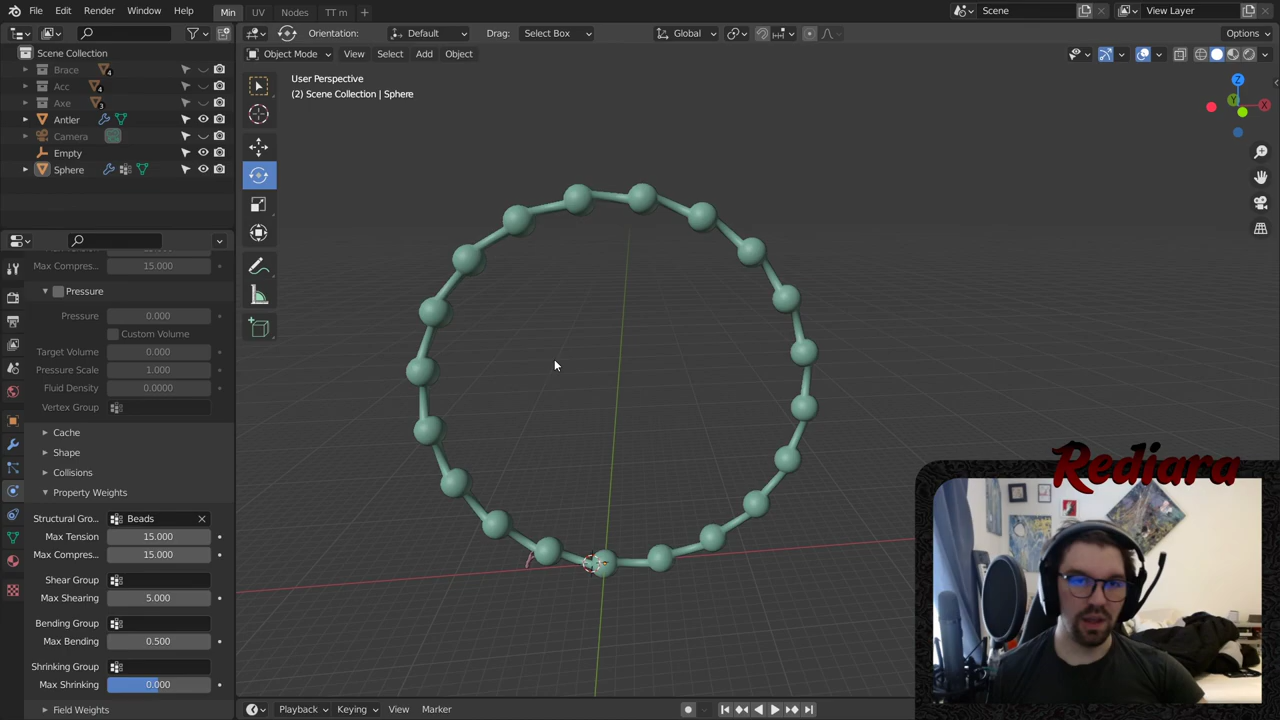 File Edit Render Window Help Min UV Nodes TT m + Scene View Layer
Orientation: Default Drag: Select Box Global Options
Object Mode View Select Add Object
Scene Collection
Brace 4
Acc 4
Axe 3
Antler
Camera
Empty
Sphere
User Perspective
(2) Scene Collection | Sphere
Z
Y
X
Max Compres... 15.000
Pressure
Pressure 0.000
Custom Volume
Target Volume 0.000
Pressure Scale 1.000
Fluid Density 0.0000
Vertex Group
Cache
Shape
Collisions
Property Weights
Structural Gro... Beads
Max Tension 15.000
Max Compres... 15.000
Shear Group
Max Shearing 5.000
Bending Group
Max Bending 0.500
Shrinking Group
Max Shrinking 0.000
Field Weights
Playback Keying View Marker
Rediara